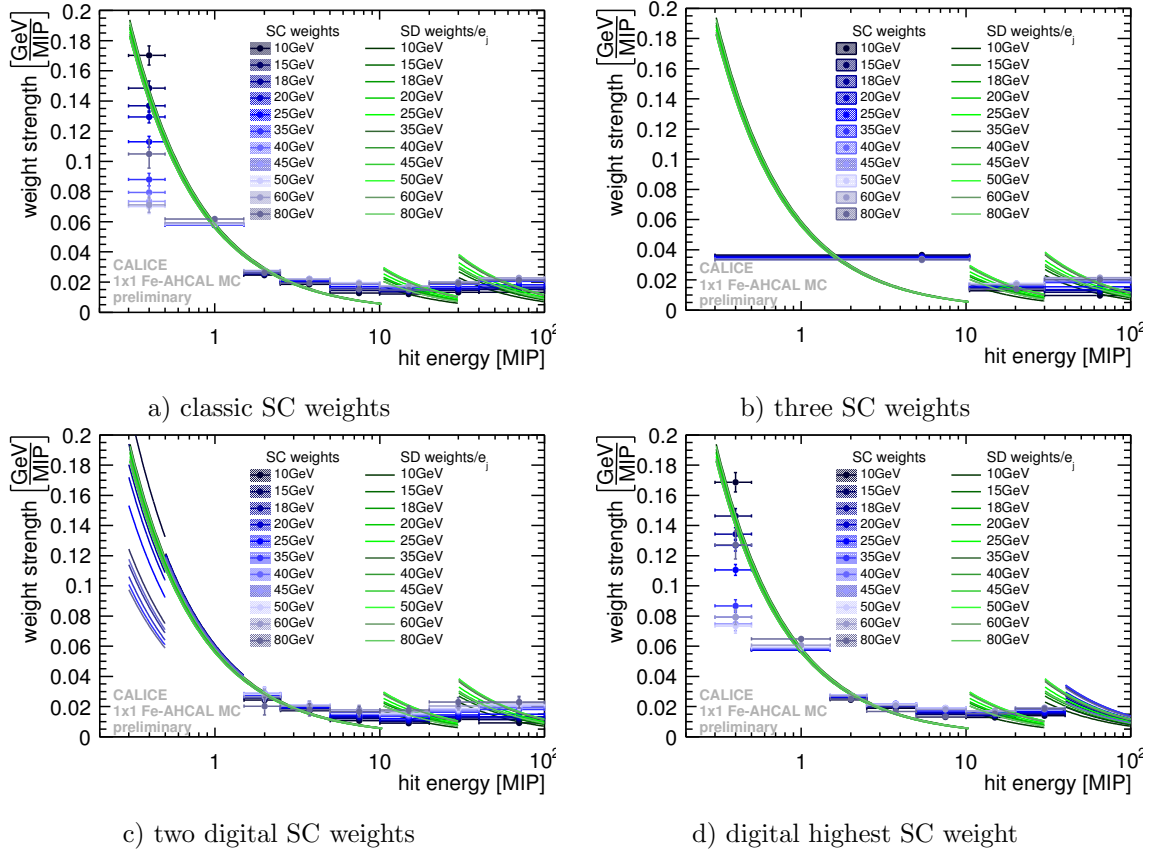 weight strength [GeV/MIP]
0.2
0.18
0.16
0.14
0.12
0.1
0.08
0.06
0.04
0.02
0
SC weights
10GeV
15GeV
18GeV
20GeV
25GeV
35GeV
40GeV
45GeV
50GeV
60GeV
80GeV
SD weights/e_j
10GeV
15GeV
18GeV
20GeV
25GeV
35GeV
40GeV
45GeV
50GeV
60GeV
80GeV
CALICE
1x1 Fe-AHCAL MC
preliminary
1 10 10²
hit energy [MIP]
a) classic SC weights
weight strength [GeV/MIP]
0.2
0.18
0.16
0.14
0.12
0.1
0.08
0.06
0.04
0.02
0
SC weights
10GeV
15GeV
18GeV
20GeV
25GeV
35GeV
40GeV
45GeV
50GeV
60GeV
80GeV
SD weights/e_j
10GeV
15GeV
18GeV
20GeV
25GeV
35GeV
40GeV
45GeV
50GeV
60GeV
80GeV
CALICE
1x1 Fe-AHCAL MC
preliminary
1 10 10²
hit energy [MIP]
b) three SC weights
weight strength [GeV/MIP]
0.2
0.18
0.16
0.14
0.12
0.1
0.08
0.06
0.04
0.02
0
SC weights
10GeV
15GeV
18GeV
20GeV
25GeV
35GeV
40GeV
45GeV
50GeV
60GeV
80GeV
SD weights/e_j
10GeV
15GeV
18GeV
20GeV
25GeV
35GeV
40GeV
45GeV
50GeV
60GeV
80GeV
CALICE
1x1 Fe-AHCAL MC
preliminary
1 10 10²
hit energy [MIP]
c) two digital SC weights
weight strength [GeV/MIP]
0.2
0.18
0.16
0.14
0.12
0.1
0.08
0.06
0.04
0.02
0
SC weights
10GeV
15GeV
18GeV
20GeV
25GeV
35GeV
40GeV
45GeV
50GeV
60GeV
80GeV
SD weights/e_j
10GeV
15GeV
18GeV
20GeV
25GeV
35GeV
40GeV
45GeV
50GeV
60GeV
80GeV
CALICE
1x1 Fe-AHCAL MC
preliminary
1 10 10²
hit energy [MIP]
d) digital highest SC weight